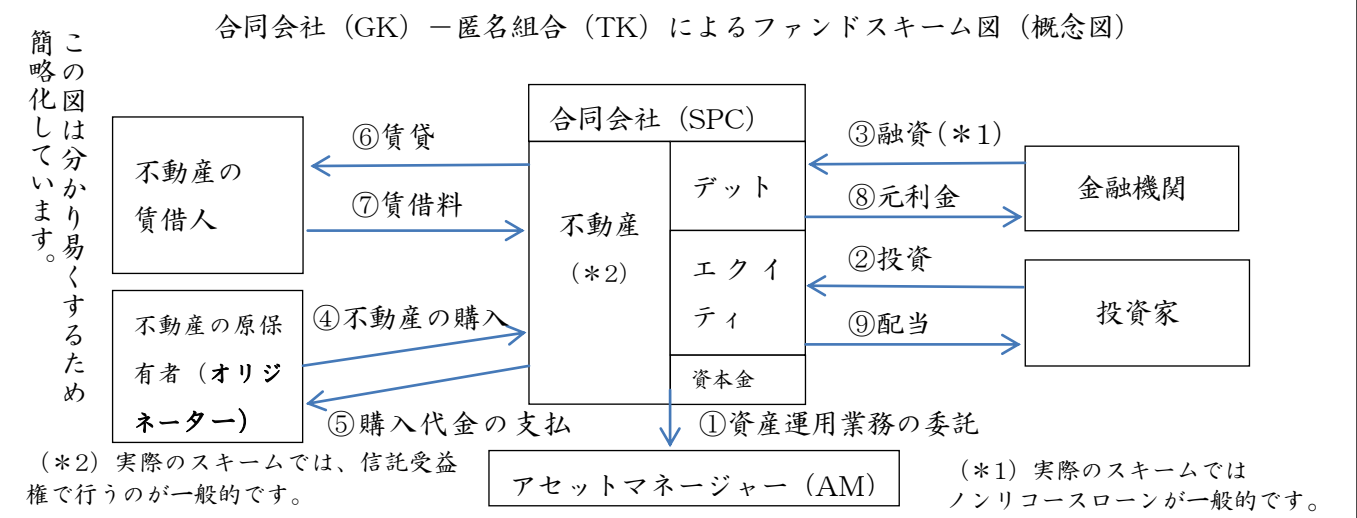 合同会社(GK)-匿名組合(TK)によるファンドスキーム図(概念図)
この図は分かり易くするため
簡略化しています。
合同会社(SPC)
不動産の
賃借人
⑥賃貸
⑦賃借料
不動産
(*2)
デット
エクイ
ティ
資本金
③融資(*1)
⑧元利金
金融機関
②投資
⑨配当
投資家
不動産の原保
有者(オリジ
ネーター)
④不動産の購入
⑤購入代金の支払
①資産運用業務の委託
アセットマネージャー(AM)
(*2)実際のスキームでは、信託受益
権で行うのが一般的です。
(*1)実際のスキームでは
ノンリコースローンが一般的です。